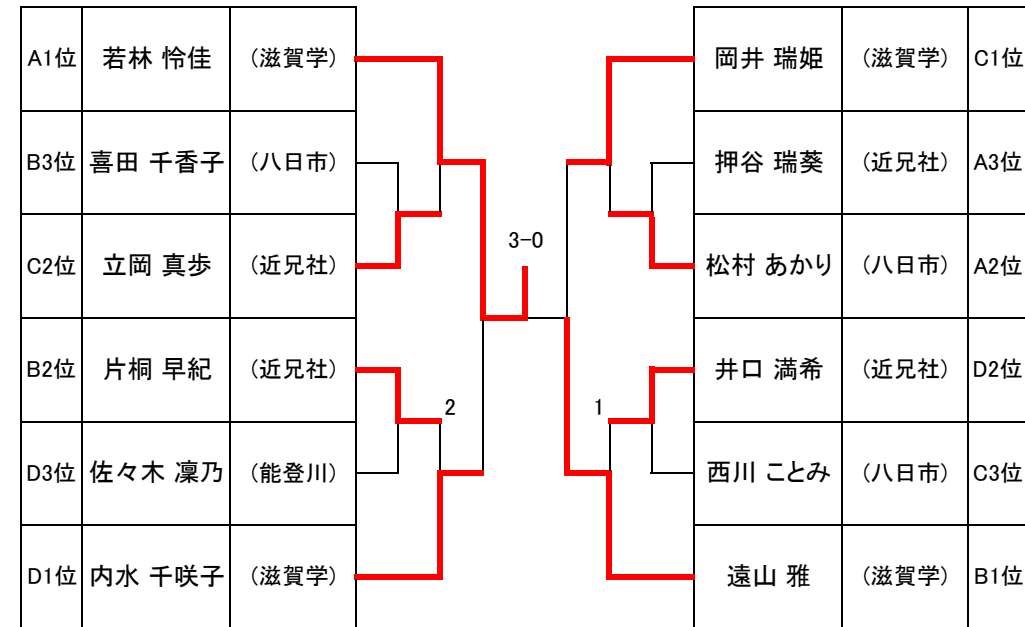 A1位 若林 怜佳 (滋賀学)
B3位 喜田 千香子 (八日市)
C2位 立岡 真歩 (近兄社)
B2位 片桐 早紀 (近兄社)
D3位 佐々木 凜乃 (能登川)
D1位 内水 千咲子 (滋賀学)
3-0
2
1
岡井 瑞姫 (滋賀学) C1位
押谷 瑞葵 (近兄社) A3位
松村 あかり (八日市) A2位
井口 満希 (近兄社) D2位
西川 ことみ (八日市) C3位
遠山 雅 (滋賀学) B1位